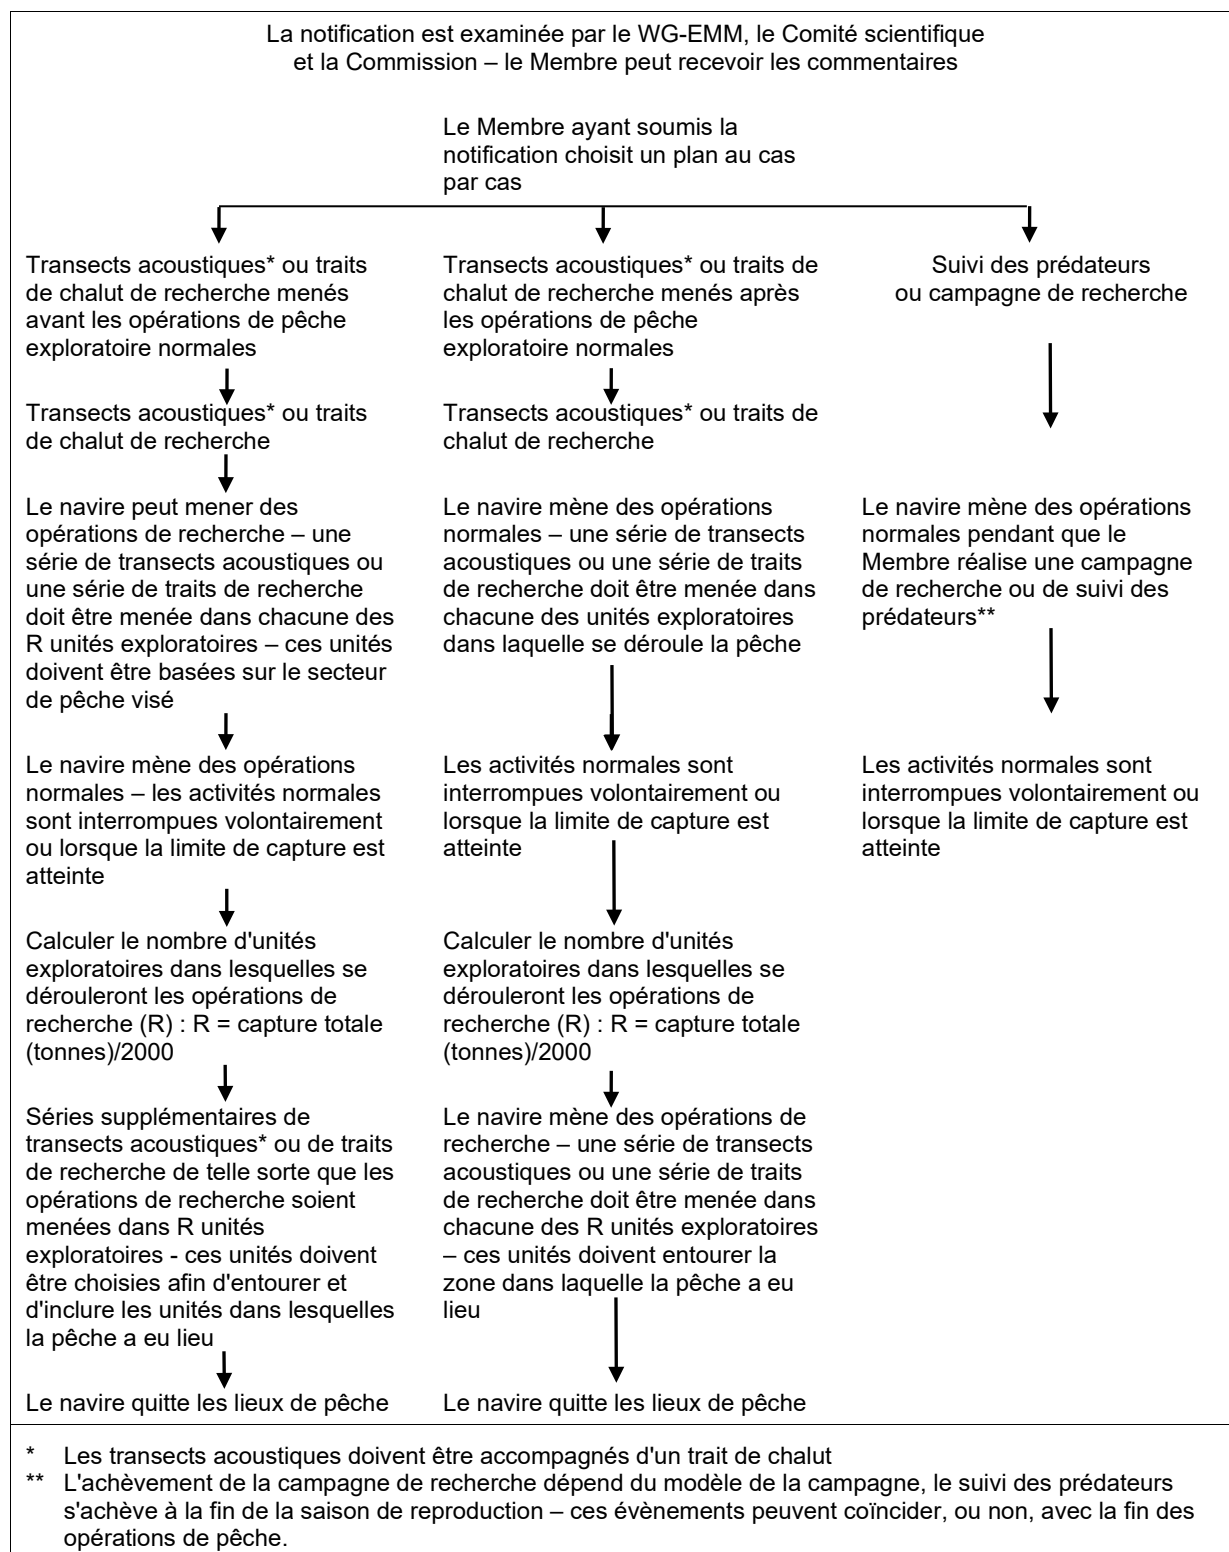 La notification est examinée par le WG-EMM, le Comité scientifique
et la Commission – le Membre peut recevoir les commentaires
Le Membre ayant soumis la
notification choisit un plan au cas
par cas
Transects acoustiques* ou traits
de chalut de recherche menés
avant les opérations de pêche
exploratoire normales
Transects acoustiques* ou traits
de chalut de recherche
Le navire peut mener des
opérations de recherche – une
série de transects acoustiques ou
une série de traits de recherche
doit être menée dans chacune des
R unités exploratoires – ces unités
doivent être basées sur le secteur
de pêche visé
Le navire mène des opérations
normales – les activités normales
sont interrompues volontairement
ou lorsque la limite de capture est
atteinte
Calculer le nombre d'unités
exploratoires dans lesquelles se
dérouleront les opérations de
recherche (R) : R = capture totale
(tonnes)/2000
Séries supplémentaires de
transects acoustiques* ou de traits
de recherche de telle sorte que les
opérations de recherche soient
menées dans R unités
exploratoires - ces unités doivent
être choisies afin d'entourer et
d'inclure les unités dans lesquelles
la pêche a eu lieu
Le navire quitte les lieux de pêche
Transects acoustiques* ou traits de
chalut de recherche menés après
les opérations de pêche
exploratoire normales
Transects acoustiques* ou traits de
chalut de recherche
Le navire mène des opérations
normales – une série de transects
acoustiques ou une série de traits
de recherche doit être menée dans
chacune des unités exploratoires
dans laquelle se déroule la pêche
Les activités normales sont
interrompues volontairement ou
lorsque la limite de capture est
atteinte
Calculer le nombre d'unités
exploratoires dans lesquelles se
dérouleront les opérations de
recherche (R) : R = capture totale
(tonnes)/2000
Le navire mène des opérations de
recherche – une série de transects
acoustiques ou une série de traits
de recherche doit être menée dans
chacune des R unités exploratoires
– ces unités doivent entourer la
zone dans laquelle la pêche a eu
lieu
Le navire quitte les lieux de pêche
Suivi des prédateurs
ou campagne de recherche
Le navire mène des opérations
normales pendant que le
Membre réalise une campagne
de recherche ou de suivi des
prédateurs**
Les activités normales sont
interrompues volontairement ou
lorsque la limite de capture est
atteinte
* Les transects acoustiques doivent être accompagnés d'un trait de chalut
** L'achèvement de la campagne de recherche dépend du modèle de la campagne, le suivi des prédateurs
s'achève à la fin de la saison de reproduction – ces évènements peuvent coïncider, ou non, avec la fin des
opérations de pêche.